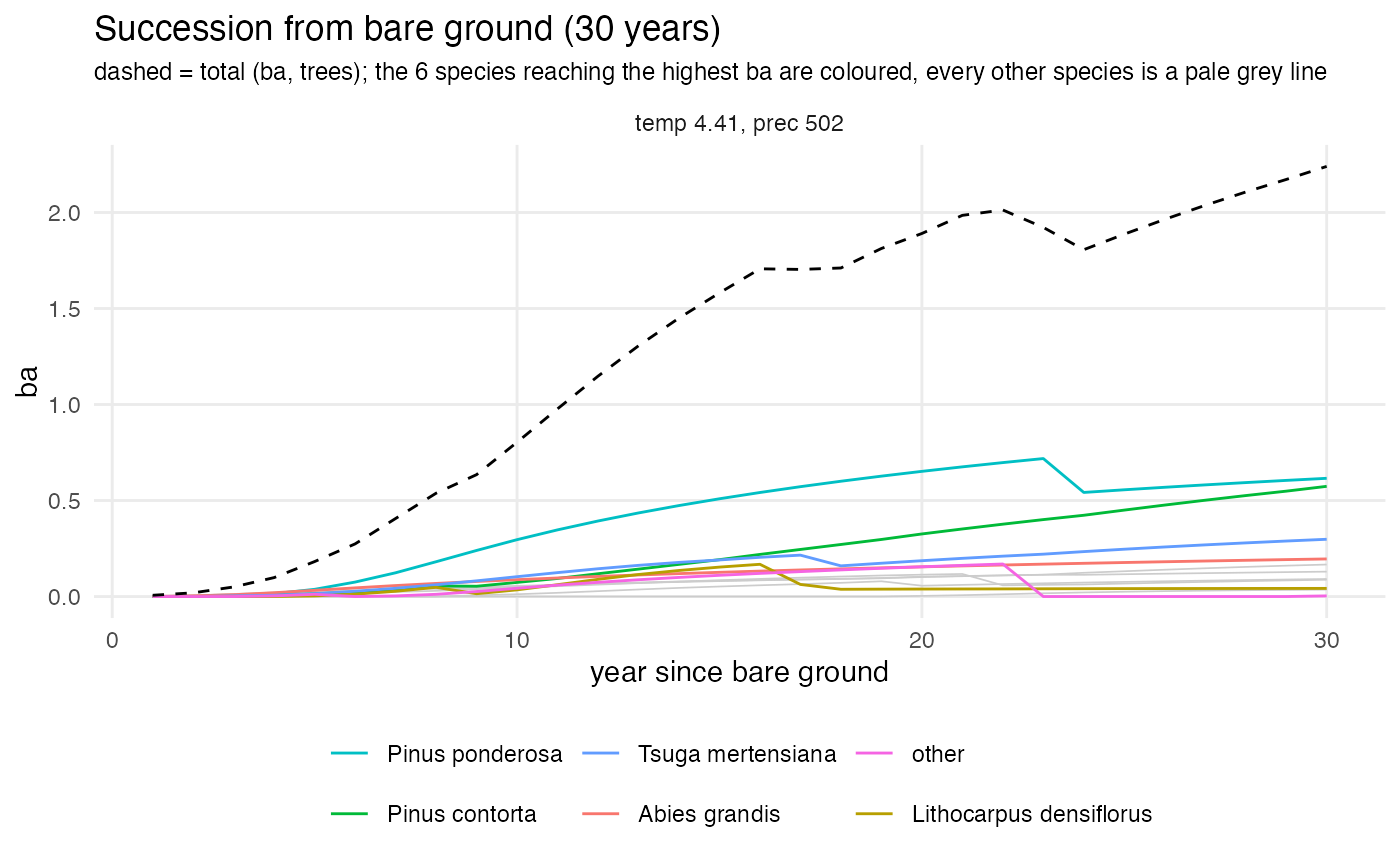 Succession from bare ground (30 years)
dashed = total (ba, trees); the 6 species reaching the highest ba are coloured, every other species is a pale grey line
temp 4.41, prec 502
ba
2.0
1.5
1.0
0.5
0.0
0 10 20 30
year since bare ground
Pinus ponderosa Tsuga mertensiana other
Pinus contorta Abies grandis Lithocarpus densiflorus